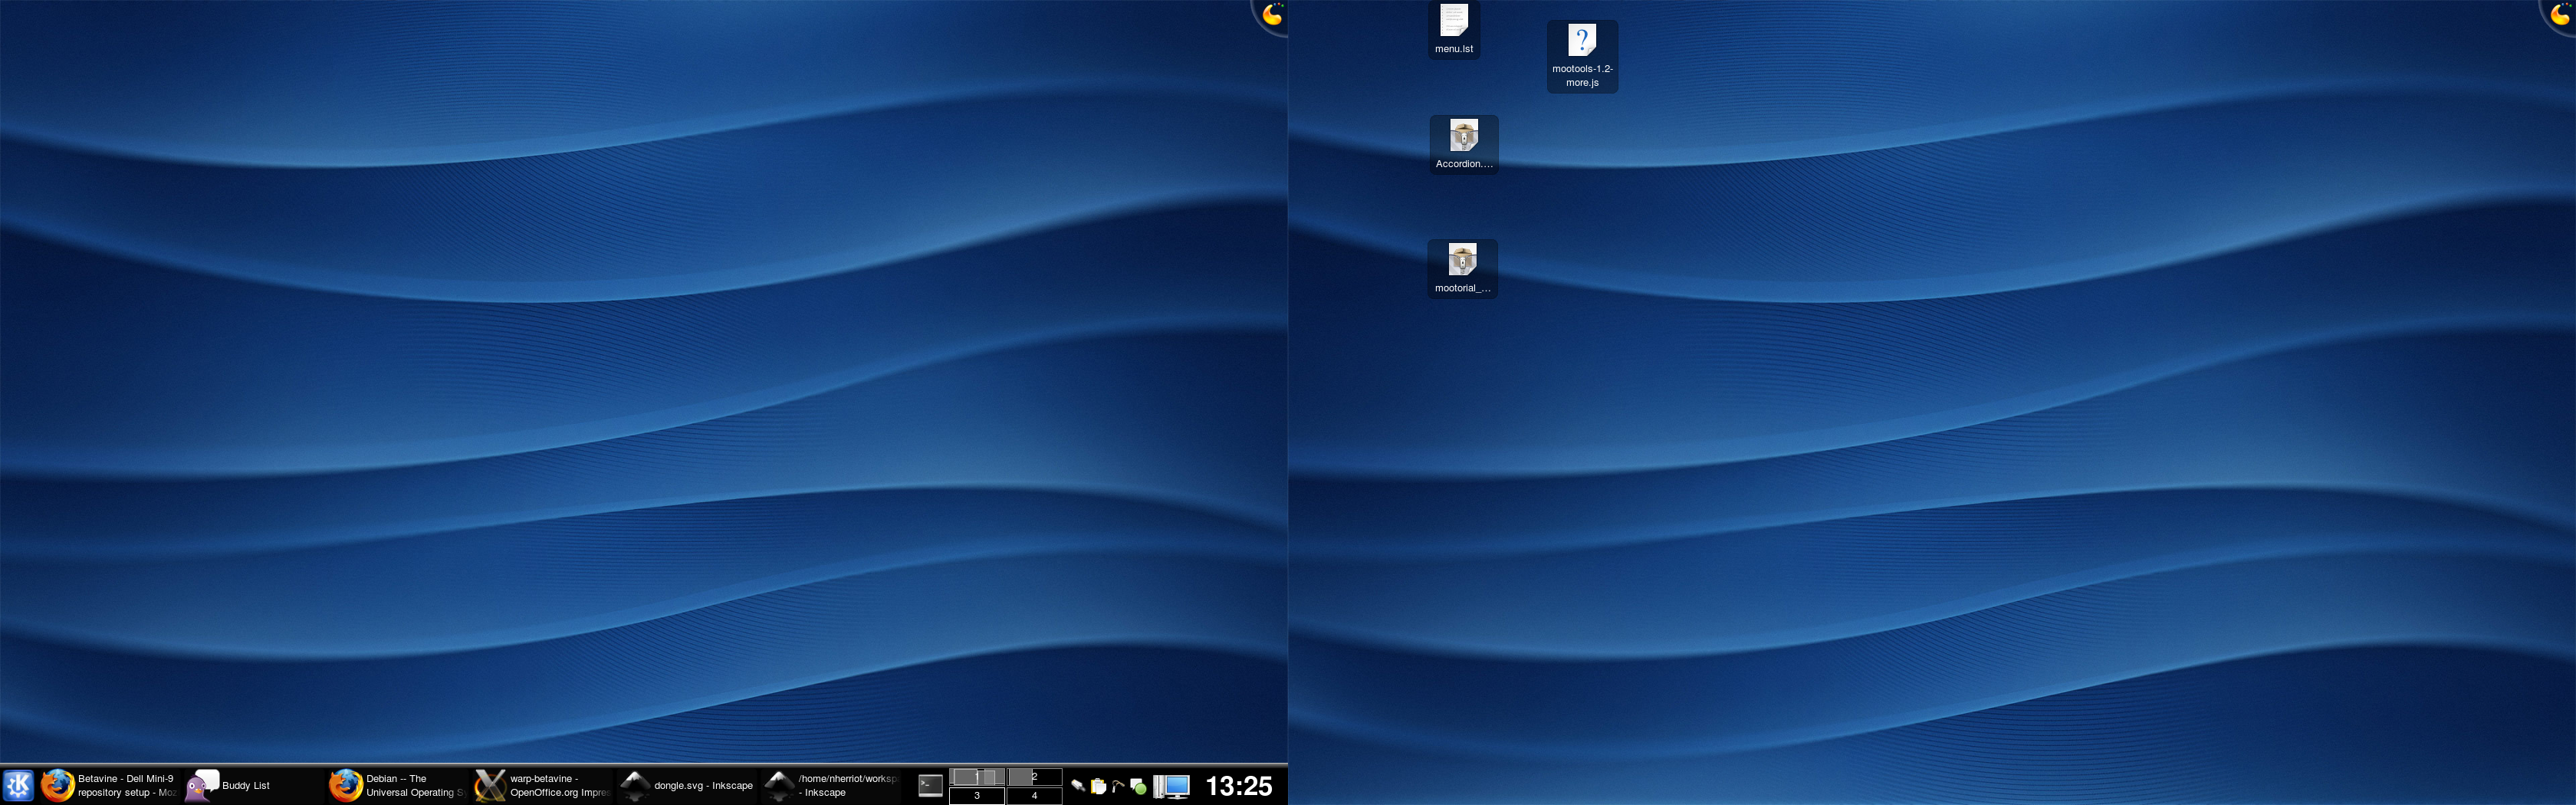 menu.lst
mootools-1.2-
more.js
Accordion....
mootorial_...
Betavine - Dell Mini-9
repository setup - Moz
Buddy List
Debian -- The
Universal Operating Sy
warp-betavine -
OpenOffice.org Impres
dongle.svg - Inkscape
/home/nherriot/worksp
- Inkscape
1
2
3
4
13:25